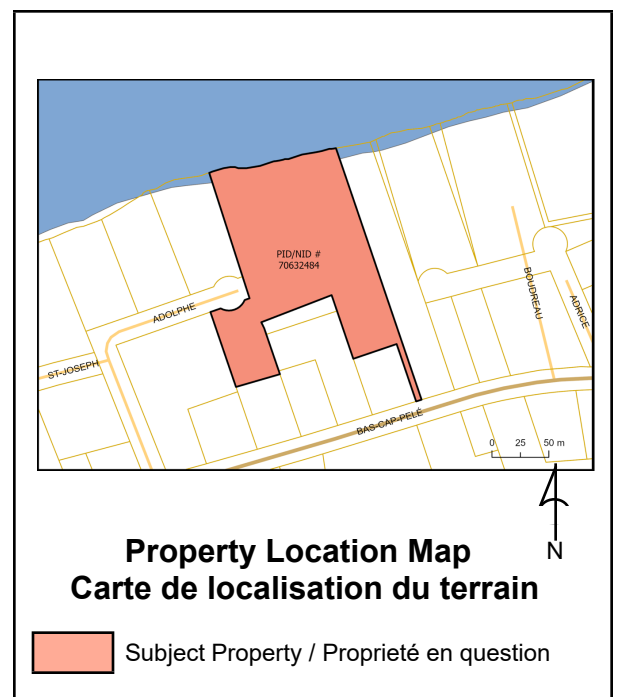 PID/NID #
70632484
ADOLPHE
ST-JOSEPH
BOUDREAU
ADRICE
BAS-CAP-PELÉ
0 25 50 m
N
Property Location Map
Carte de localisation du terrain
Subject Property / Proprieté en question